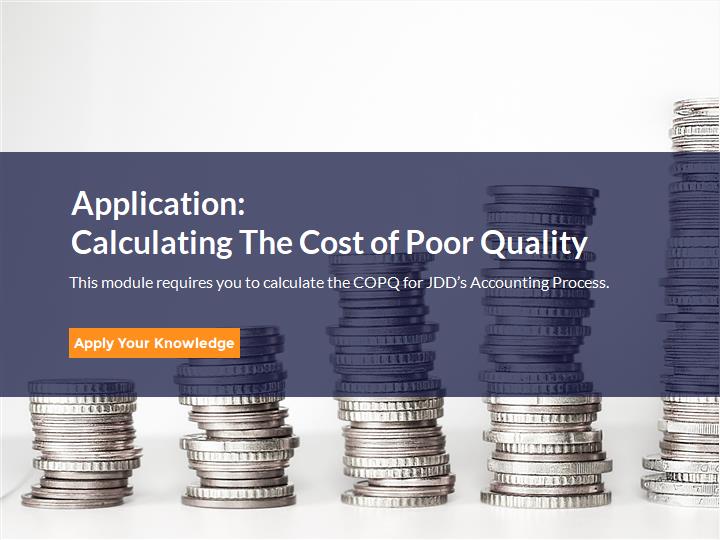 Application:
Calculating The Cost of Poor Quality
This module requires you to calculate the COPQ for JDD’s Accounting Process.
Apply Your Knowledge